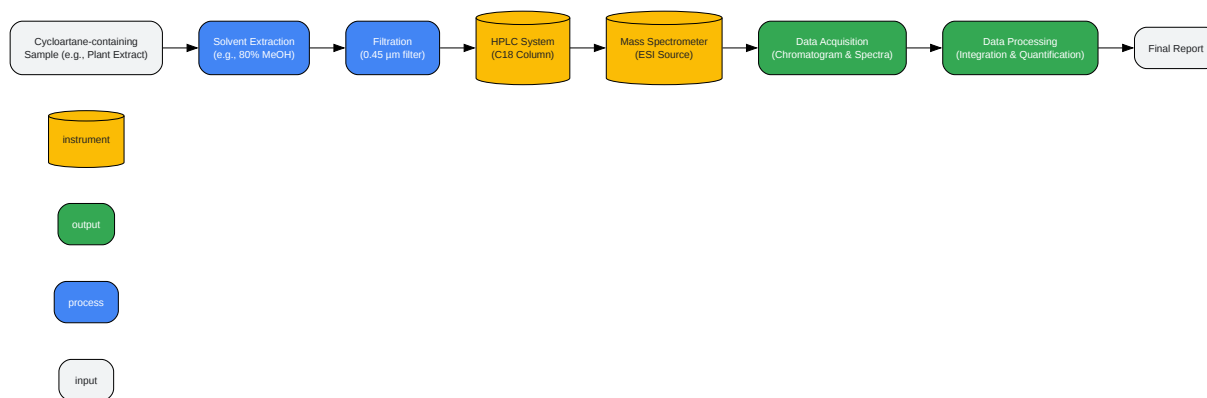 Cycloartane-containing
Sample (e.g., Plant Extract)
Solvent Extraction
(e.g., 80% MeOH)
Filtration
(0.45 µm filter)
HPLC System
(C18 Column)
Mass Spectrometer
(ESI Source)
Data Acquisition
(Chromatogram & Spectra)
Data Processing
(Integration & Quantification)
Final Report
instrument
output
process
input